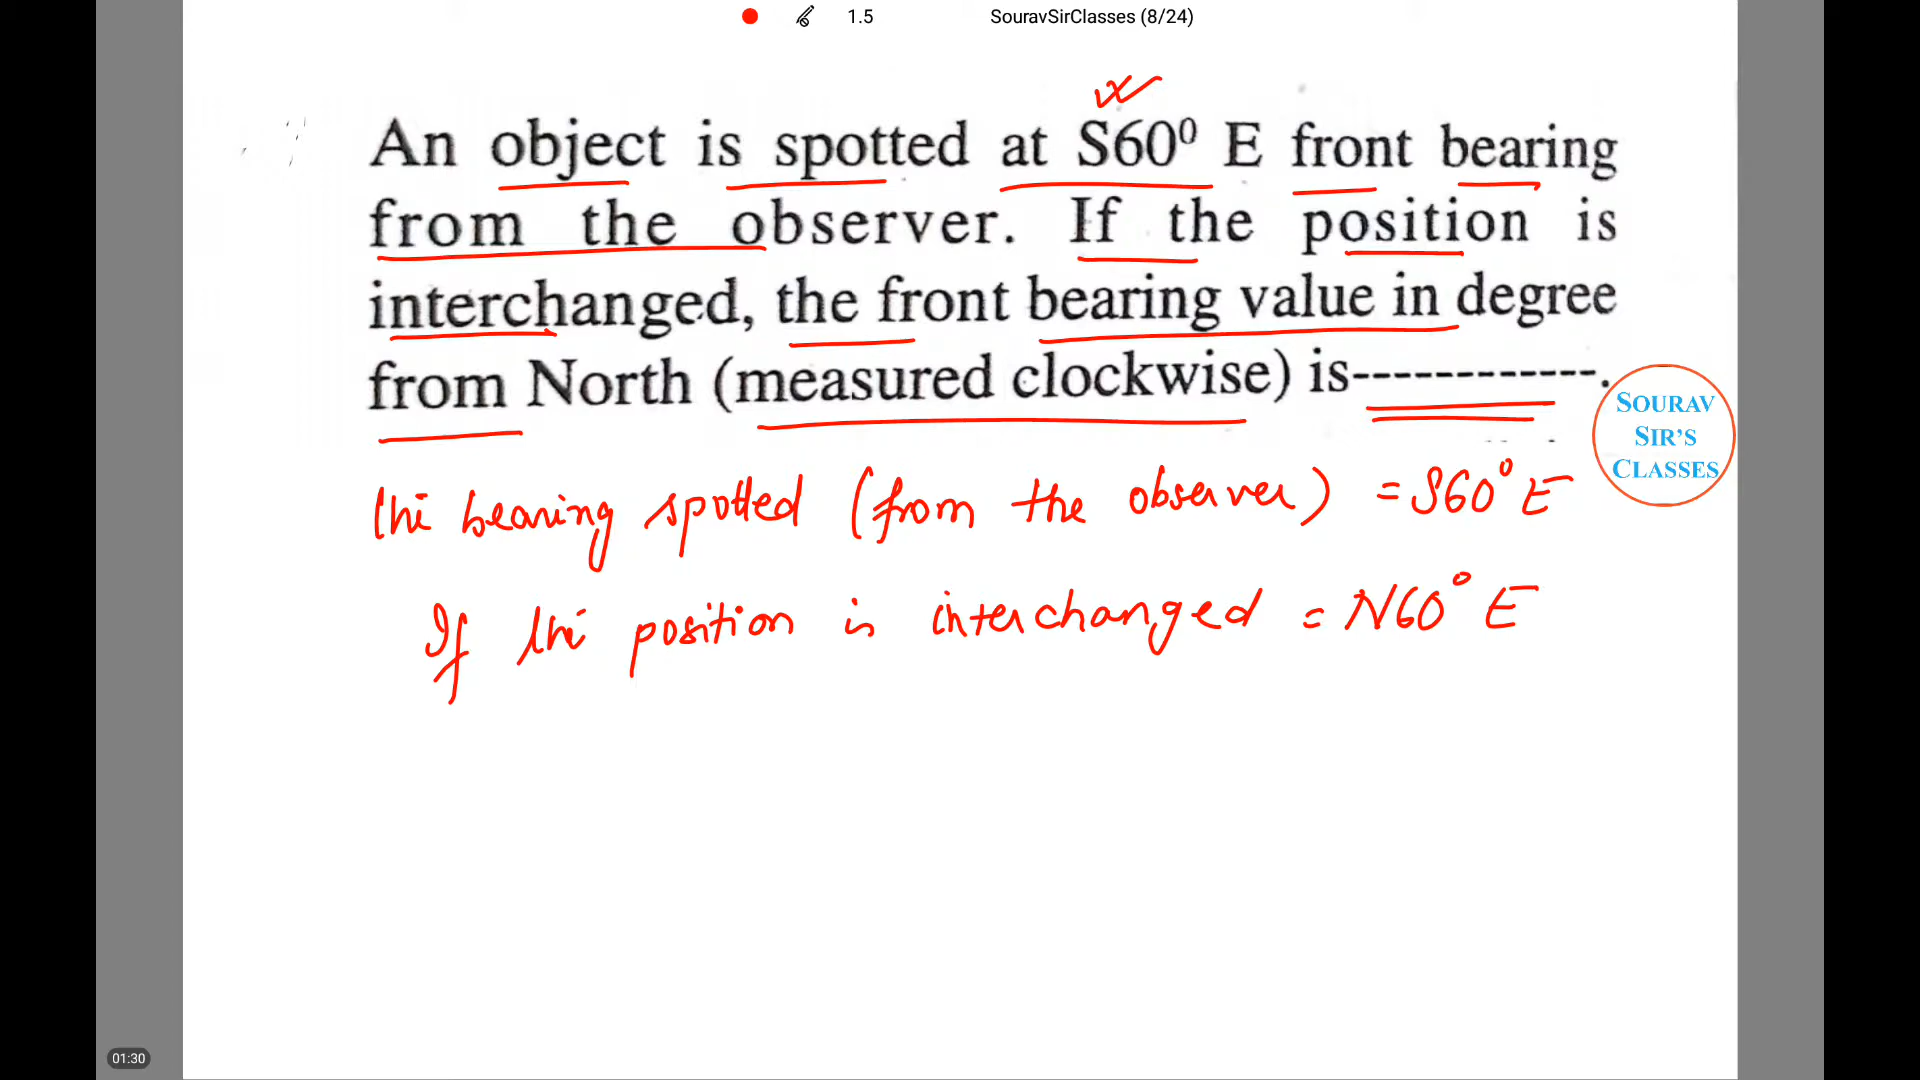 1.5 SouravSirClasses (8/24)
An object is spotted at S60⁰ E front bearing
from the observer. If the position is
interchanged, the front bearing value in degree
from North (measured clockwise) is------------.
SOURAV
SIR'S
CLASSES
the bearing spotted (from the observer) = S60° E
If the position is interchanged = N60° E
01:30